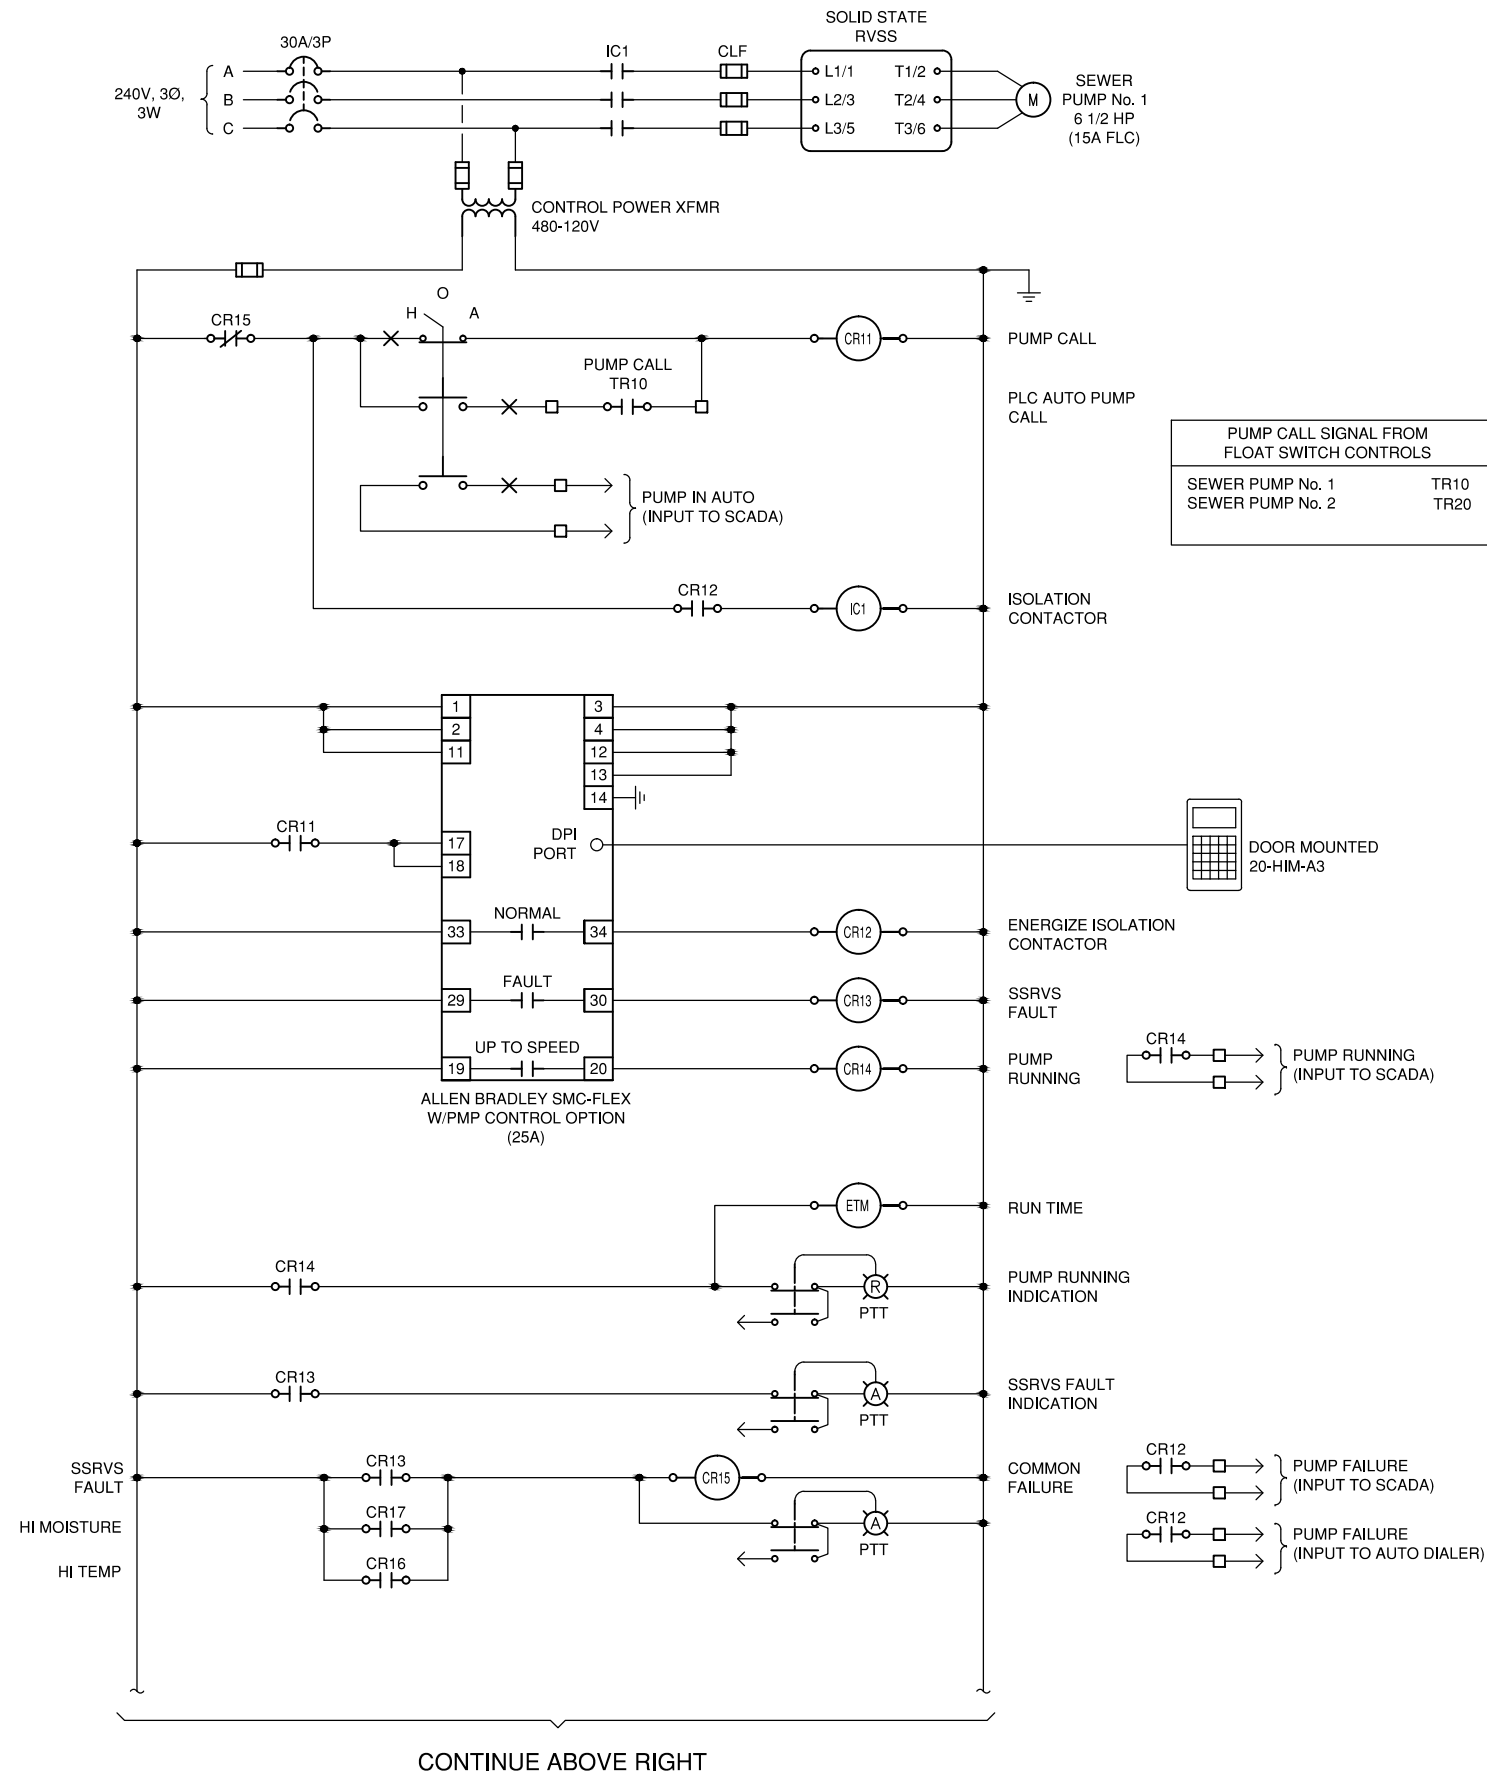 SOLID STATE
RVSS
30A/3P
IC1
CLF
240V, 3Ø,
3W
A
B
C
L1/1
L2/3
L3/5
T1/2
T2/4
T3/6
M
SEWER
PUMP No. 1
6 1/2 HP
(15A FLC)
CONTROL POWER XFMR
480-120V
H
O
A
CR15
CR11
PUMP CALL
PUMP CALL
TR10
PLC AUTO PUMP
CALL
PUMP CALL SIGNAL FROM
FLOAT SWITCH CONTROLS
SEWER PUMP No. 1 TR10
SEWER PUMP No. 2 TR20
PUMP IN AUTO
(INPUT TO SCADA)
CR12
IC1
ISOLATION
CONTACTOR
1
2
11
3
4
12
13
14
CR11
17
18
DPI
PORT
DOOR MOUNTED
20-HIM-A3
33
NORMAL
34
CR12
ENERGIZE ISOLATION
CONTACTOR
29
FAULT
30
CR13
SSRVS
FAULT
19
UP TO SPEED
20
CR14
PUMP
RUNNING
CR14
PUMP RUNNING
(INPUT TO SCADA)
ALLEN BRADLEY SMC-FLEX
W/PMP CONTROL OPTION
(25A)
ETM
RUN TIME
CR14
R
PTT
PUMP RUNNING
INDICATION
CR13
A
PTT
SSRVS FAULT
INDICATION
SSRVS
FAULT
CR13
CR15
COMMON
FAILURE
CR12
PUMP FAILURE
(INPUT TO SCADA)
HI MOISTURE
CR17
A
PTT
CR12
PUMP FAILURE
(INPUT TO AUTO DIALER)
HI TEMP
CR16
CONTINUE ABOVE RIGHT